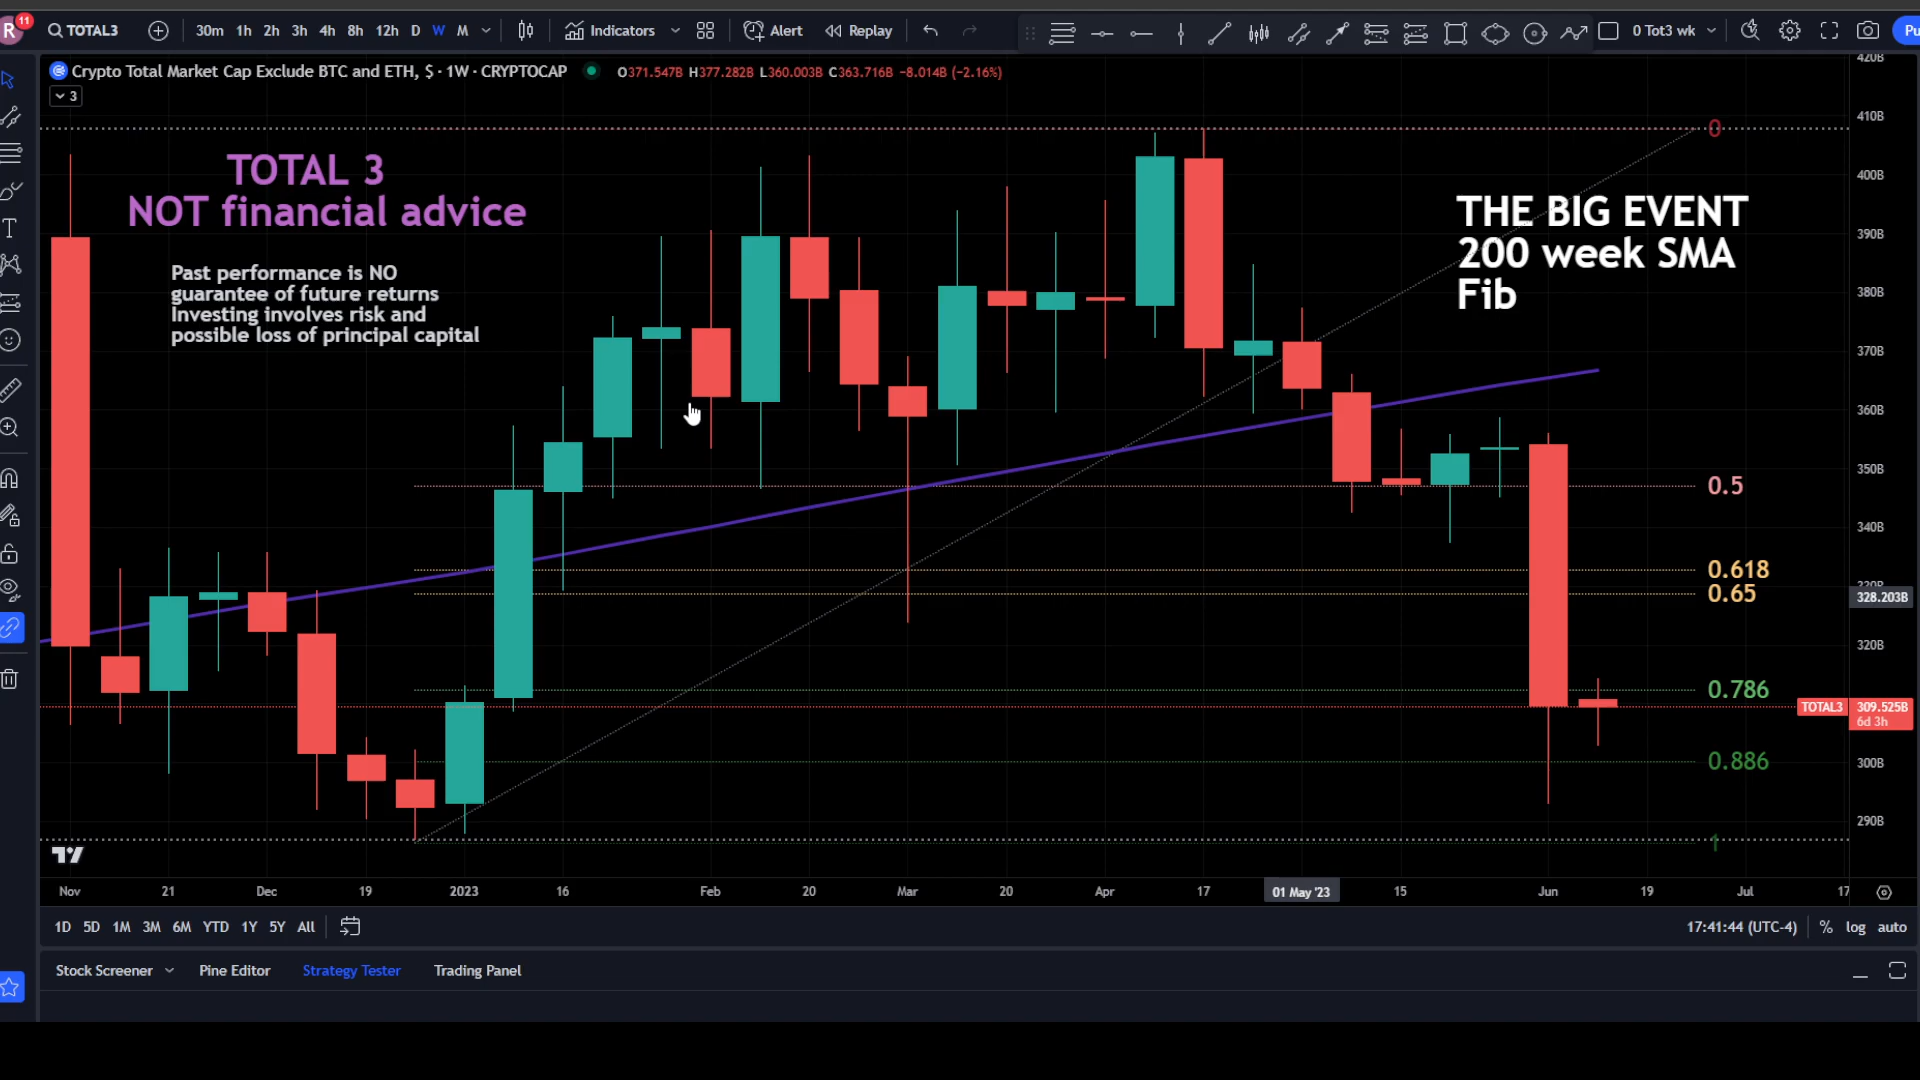 R 11 TOTAL3 30m 1h 2h 3h 4h 8h 12h D W M Indicators Alert Replay 0 Tot3 wk Pu
Crypto Total Market Cap Exclude BTC and ETH, $ · 1W · CRYPTOCAP O371.547B H377.282B L360.003B C363.716B -8.014B (-2.16%)
3
420B
410B
400B
390B
380B
370B
360B
350B
340B
330B
328.203B
320B
TOTAL3 309.525B
6d 3h
300B
290B
TOTAL 3
NOT financial advice
Past performance is NO
guarantee of future returns
Investing involves risk and
possible loss of principal capital
THE BIG EVENT
200 week SMA
Fib
0
0.5
0.618
0.65
0.786
0.886
1
Nov 21 Dec 19 2023 16 Feb 20 Mar 20 Apr 17 01 May '23 15 Jun 19 Jul 17
1D 5D 1M 3M 6M YTD 1Y 5Y All 17:41:44 (UTC-4) % log auto
Stock Screener Pine Editor Strategy Tester Trading Panel